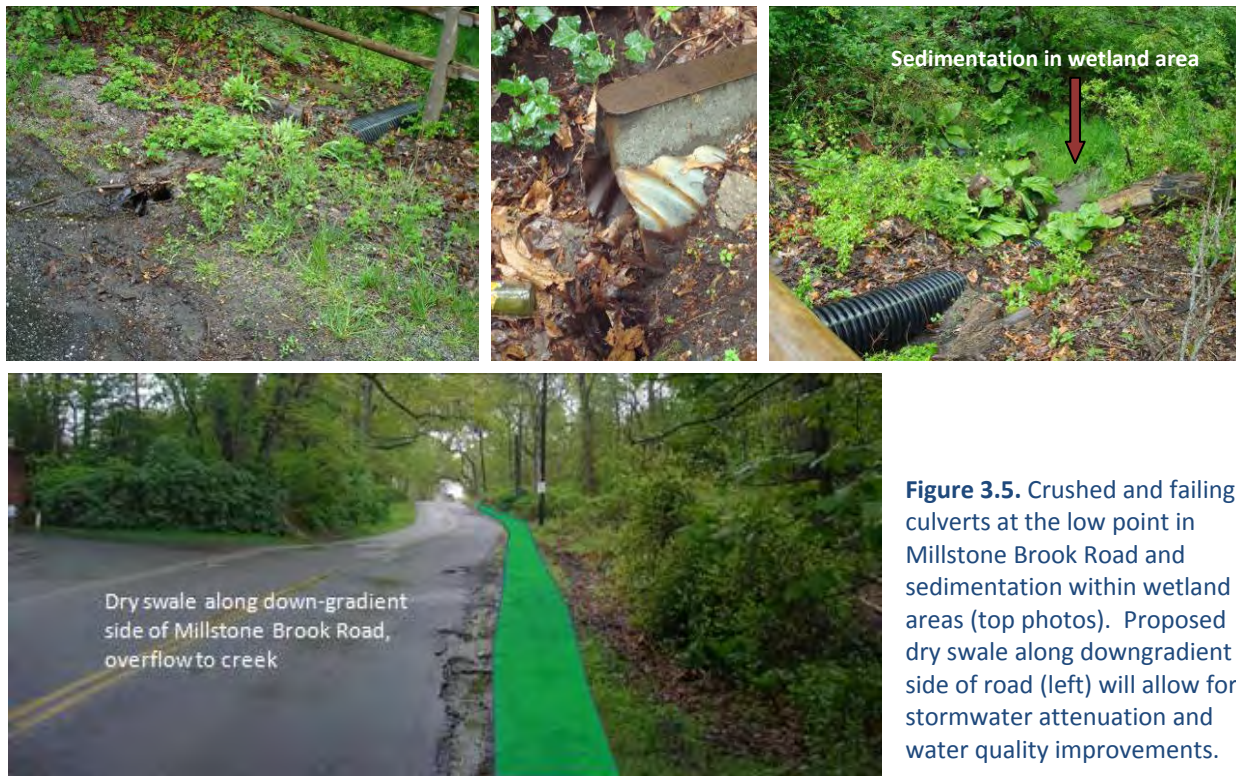 Sedimentation in wetland area
Dry swale along down-gradient
side of Millstone Brook Road,
overflow to creek
Figure 3.5. Crushed and failing
culverts at the low point in
Millstone Brook Road and
sedimentation within wetland
areas (top photos).  Proposed
dry swale along downgradient
side of road (left) will allow for
stormwater attenuation and
water quality improvements.